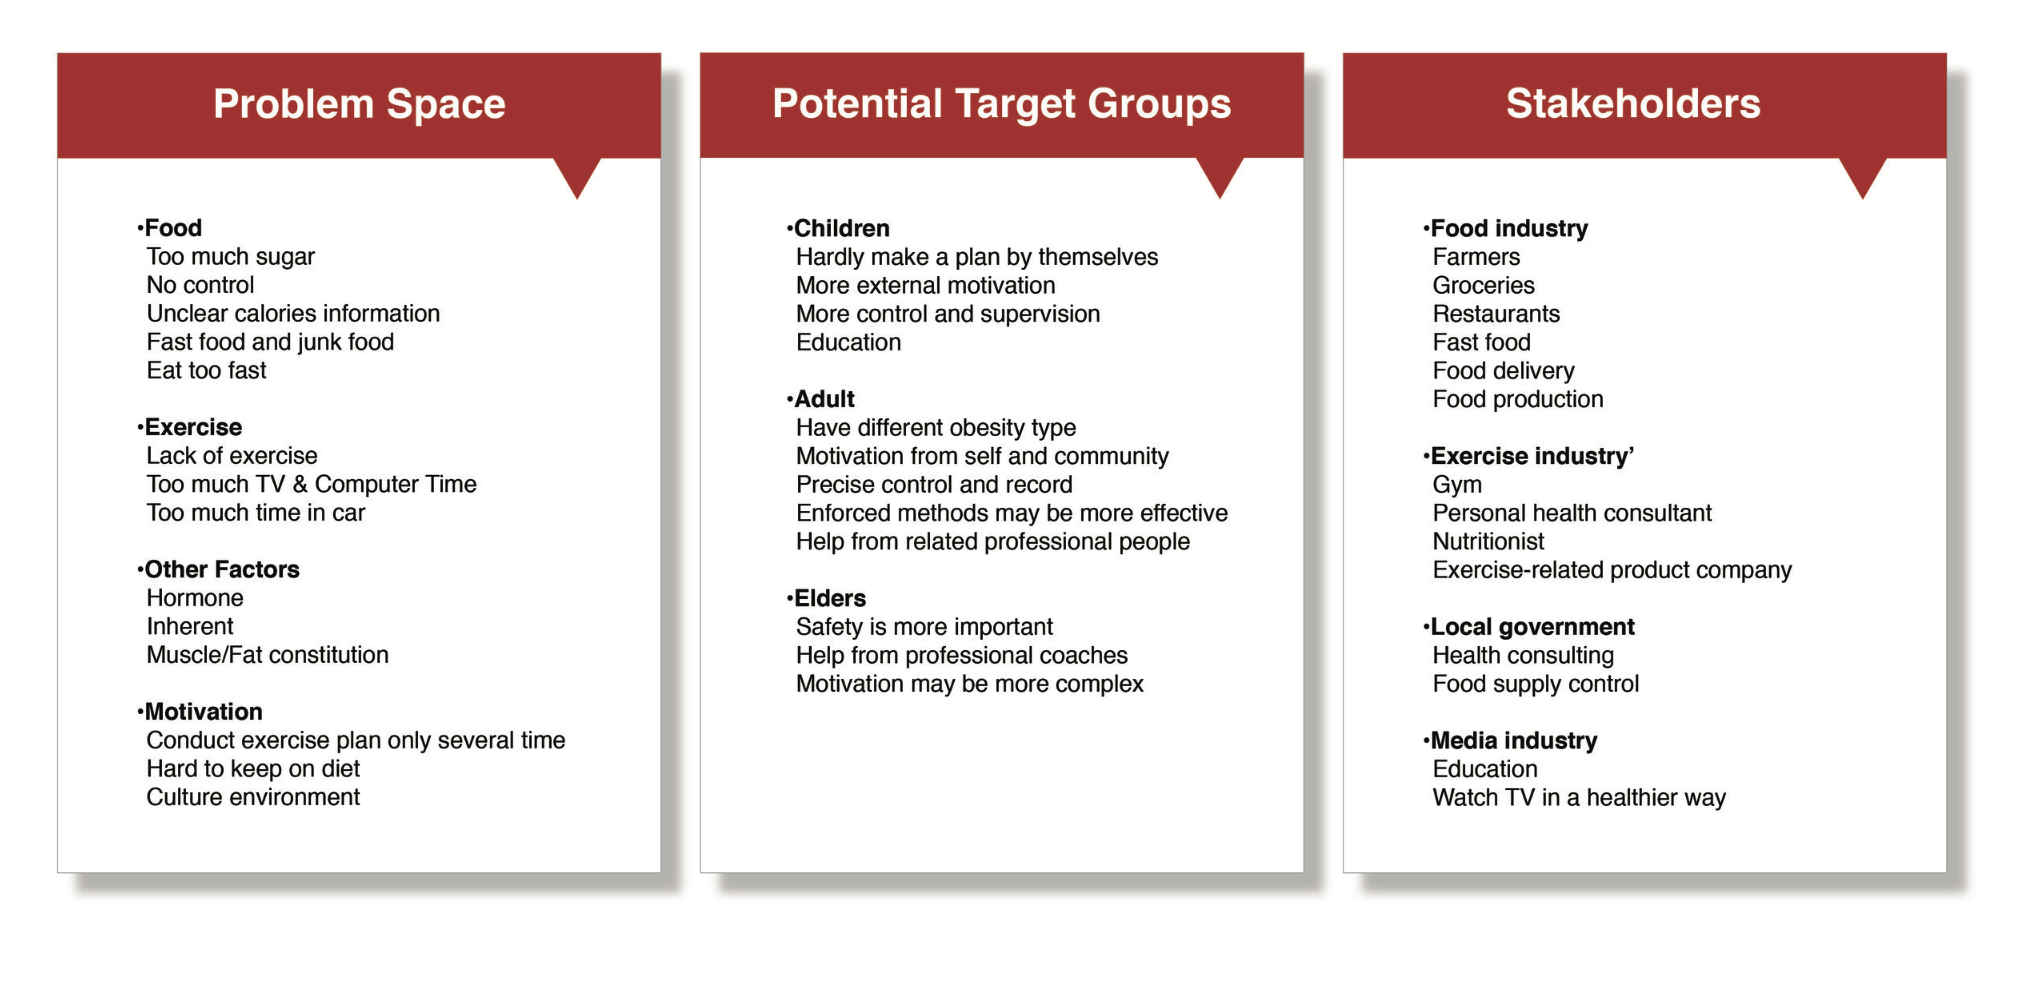 Problem Space
•Food
Too much sugar
No control
Unclear calories information
Fast food and junk food
Eat too fast
•Exercise
Lack of exercise
Too much TV & Computer Time
Too much time in car
•Other Factors
Hormone
Inherent
Muscle/Fat constitution
•Motivation
Conduct exercise plan only several time
Hard to keep on diet
Culture environment
Potential Target Groups
•Children
Hardly make a plan by themselves
More external motivation
More control and supervision
Education
•Adult
Have different obesity type
Motivation from self and community
Precise control and record
Enforced methods may be more effective
Help from related professional people
•Elders
Safety is more important
Help from professional coaches
Motivation may be more complex
Stakeholders
•Food industry
Farmers
Groceries
Restaurants
Fast food
Food delivery
Food production
•Exercise industry’
Gym
Personal health consultant
Nutritionist
Exercise-related product company
•Local government
Health consulting
Food supply control
•Media industry
Education
Watch TV in a healthier way